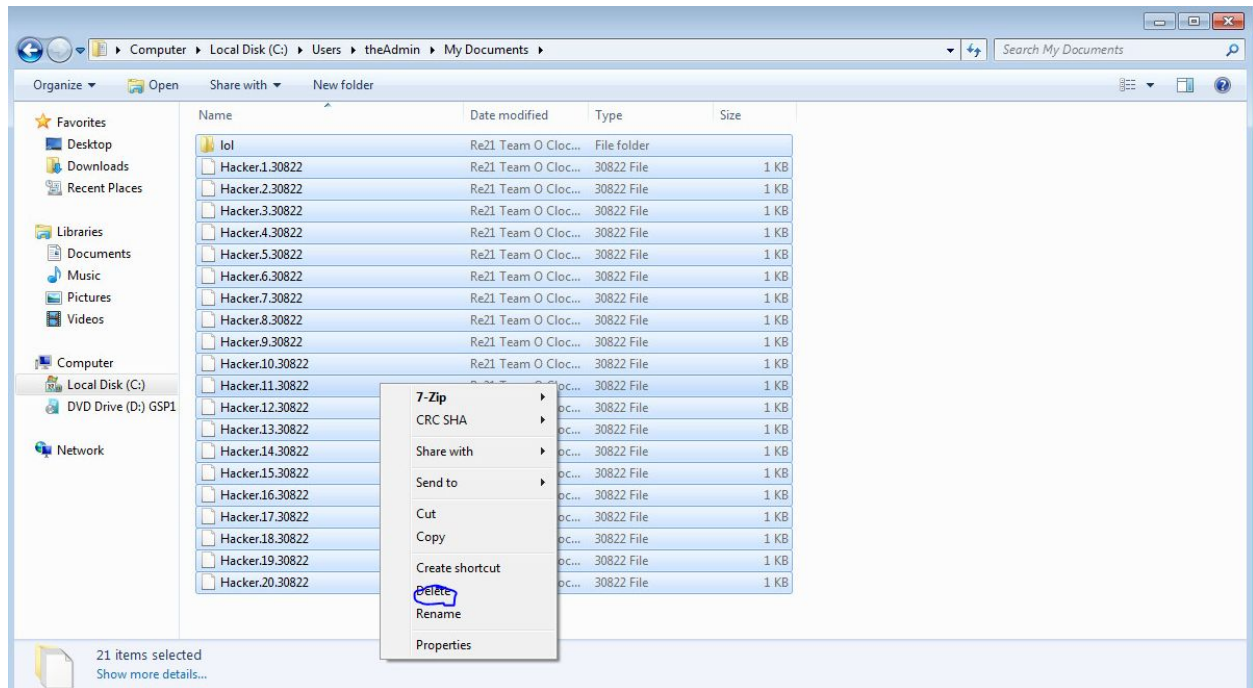 Computer Local Disk (C:) Users theAdmin My Documents Search My Documents
Organize Open Share with New folder
Favorites
Desktop
Downloads
Recent Places
Libraries
Documents
Music
Pictures
Videos
Computer
Local Disk (C:)
DVD Drive (D:) GSP1
Network
Name Date modified Type Size
lol Re21 Team O Cloc... File folder
Hacker.1.30822 Re21 Team O Cloc... 30822 File 1 KB
Hacker.2.30822 Re21 Team O Cloc... 30822 File 1 KB
Hacker.3.30822 Re21 Team O Cloc... 30822 File 1 KB
Hacker.4.30822 Re21 Team O Cloc... 30822 File 1 KB
Hacker.5.30822 Re21 Team O Cloc... 30822 File 1 KB
Hacker.6.30822 Re21 Team O Cloc... 30822 File 1 KB
Hacker.7.30822 Re21 Team O Cloc... 30822 File 1 KB
Hacker.8.30822 Re21 Team O Cloc... 30822 File 1 KB
Hacker.9.30822 Re21 Team O Cloc... 30822 File 1 KB
Hacker.10.30822 Re21 Team O Cloc... 30822 File 1 KB
Hacker.11.30822 30822 File 1 KB
Hacker.12.30822 oc... 30822 File 1 KB
Hacker.13.30822 oc... 30822 File 1 KB
Hacker.14.30822 oc... 30822 File 1 KB
Hacker.15.30822 oc... 30822 File 1 KB
Hacker.16.30822 oc... 30822 File 1 KB
Hacker.17.30822 oc... 30822 File 1 KB
Hacker.18.30822 oc... 30822 File 1 KB
Hacker.19.30822 oc... 30822 File 1 KB
Hacker.20.30822 oc... 30822 File 1 KB
7-Zip
CRC SHA
Share with
Send to
Cut
Copy
Create shortcut
Delete
Rename
Properties
21 items selected
Show more details...